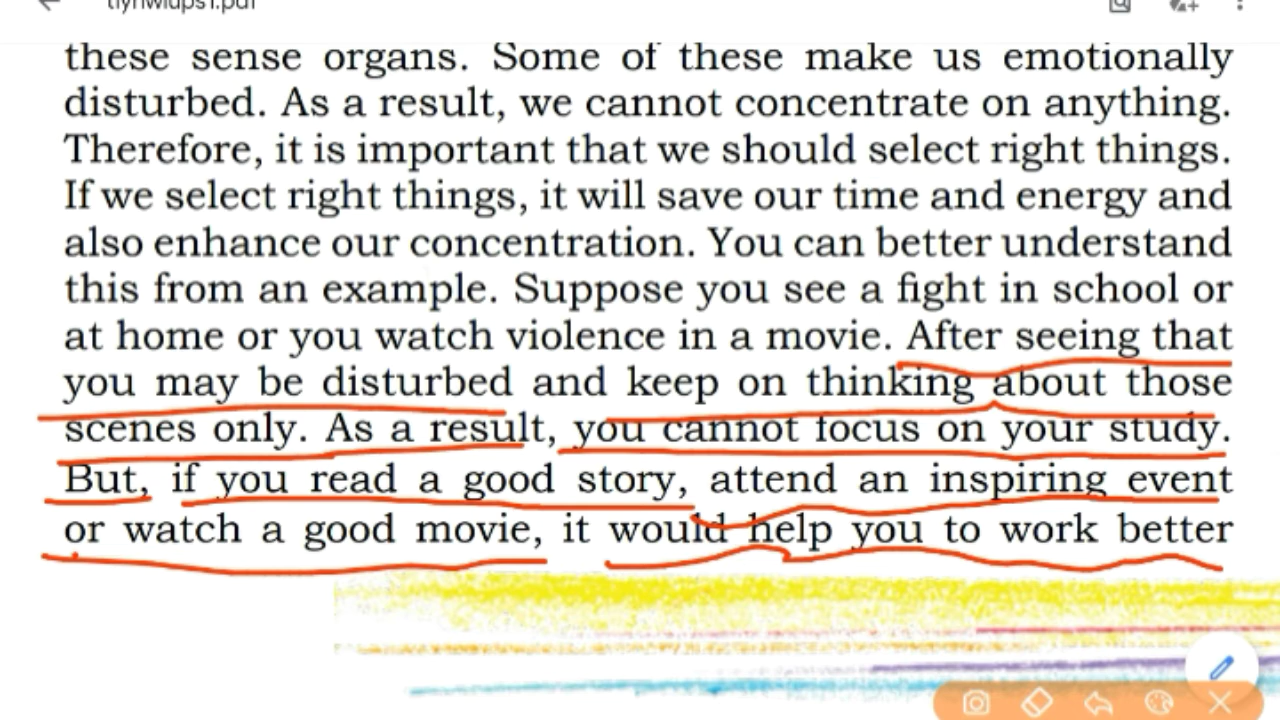 these sense organs. Some of these make us emotionally
disturbed. As a result, we cannot concentrate on anything.
Therefore, it is important that we should select right things.
If we select right things, it will save our time and energy and
also enhance our concentration. You can better understand
this from an example. Suppose you see a fight in school or
at home or you watch violence in a movie. After seeing that
you may be disturbed and keep on thinking about those
scenes only. As a result, you cannot focus on your study.
But, if you read a good story, attend an inspiring event
or watch a good movie, it would help you to work better